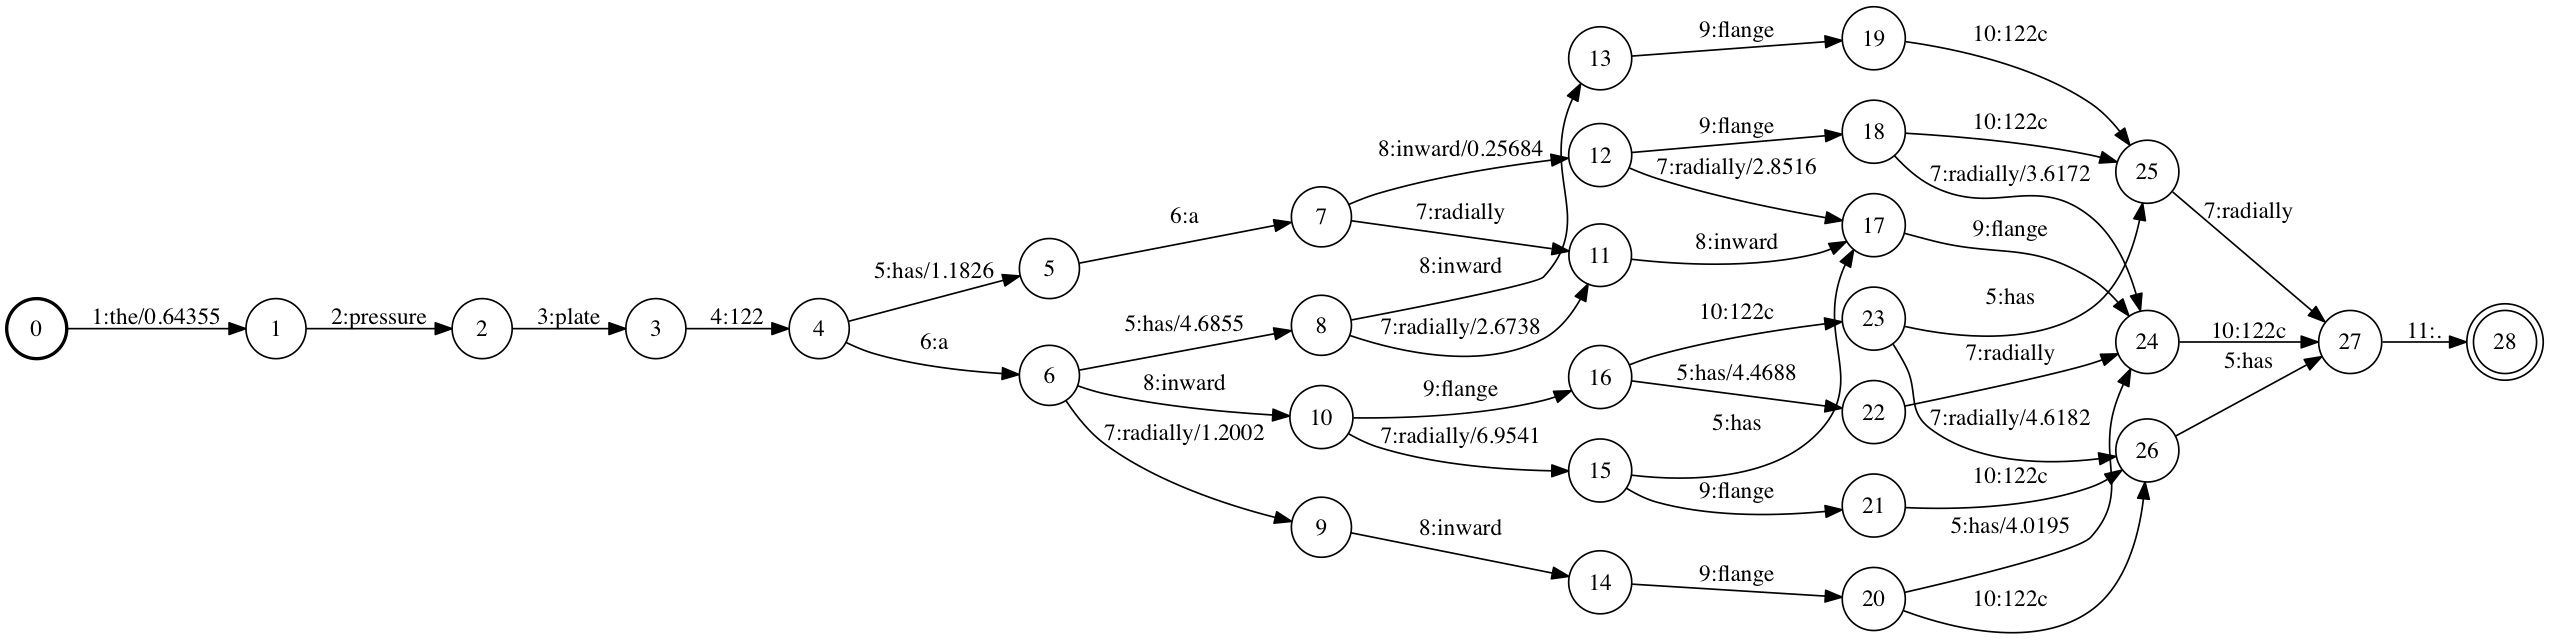 0
1:the/0.64355
1
2:pressure
2
3:plate
3
4:122
4
5:has/1.1826
5
6:a
6
6:a
7
5:has/4.6855
8
8:inward
10
7:radially/1.2002
9
8:inward/0.25684
12
7:radially
11
8:inward
13
7:radially/2.6738
9:flange
16
7:radially/6.9541
15
8:inward
14
9:flange
19
9:flange
18
7:radially/2.8516
17
8:inward
10:122c
23
5:has/4.4688
22
5:has
9:flange
21
9:flange
20
10:122c
25
10:122c
7:radially/3.6172
24
9:flange
5:has
7:radially
7:radially/4.6182
26
10:122c
5:has/4.0195
10:122c
7:radially
27
10:122c
5:has
11:.
28